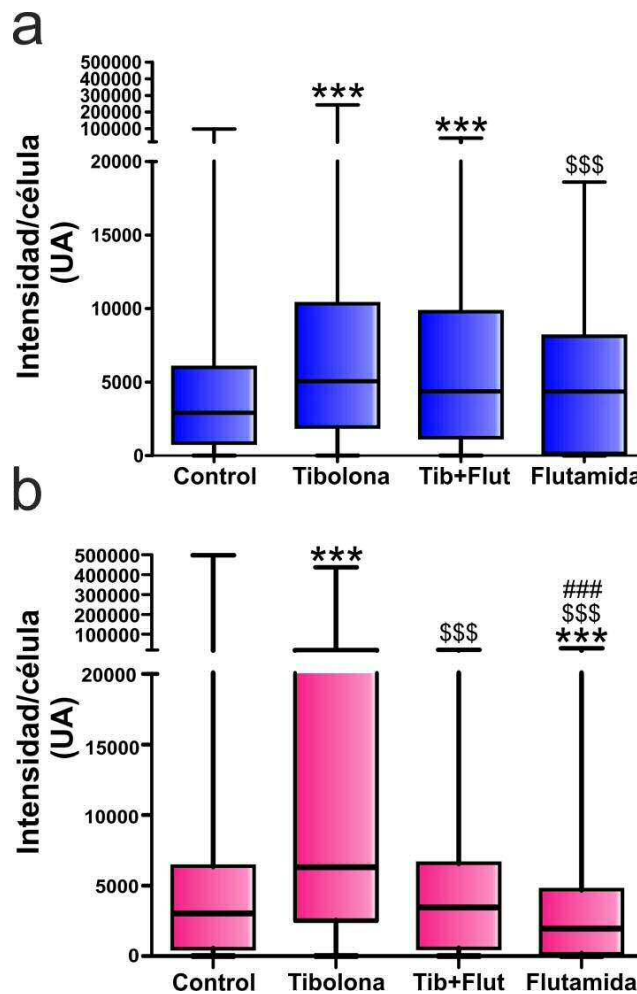 a
Intensidad/célula
(UA)
500000
400000
300000
200000
100000
20000
15000
10000
5000
0
***
***
$$$
Control
Tibolona
Tib+Flut
Flutamida
b
Intensidad/célula
(UA)
500000
400000
300000
200000
100000
20000
15000
10000
5000
0
***
$$$
###
$$$
***
Control
Tibolona
Tib+Flut
Flutamida